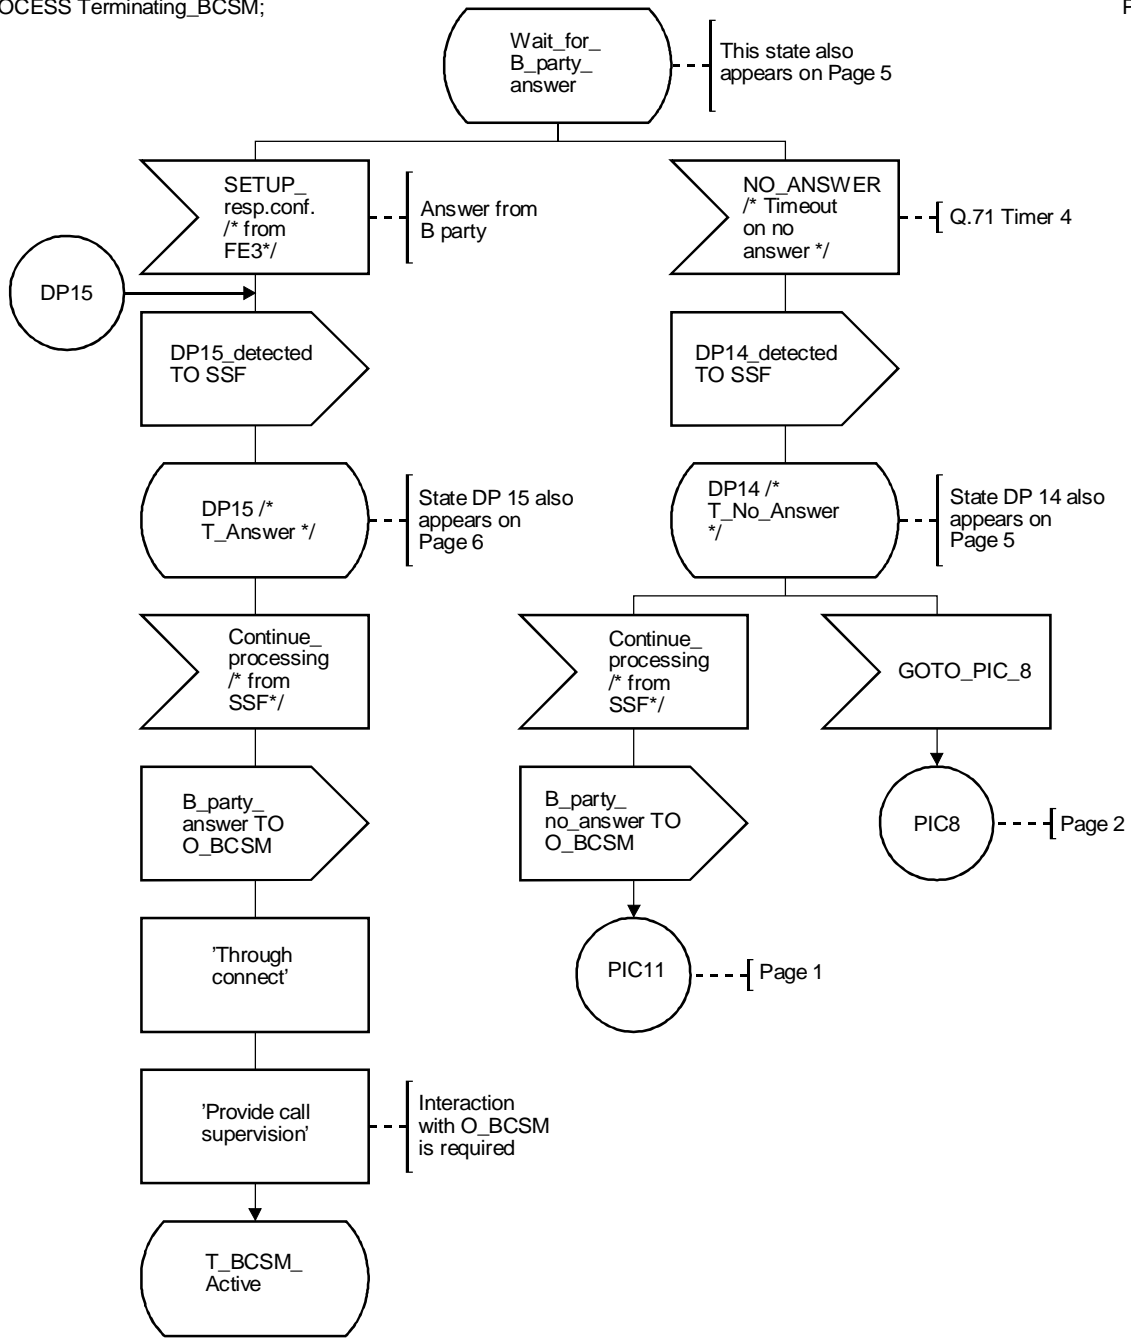 OCESS Terminating_BCSM;
Wait_for_
B_party_
answer
This state also
appears on Page 5
SETUP_
resp.conf.
/* from
FE3*/
Answer from
B party
NO_ANSWER
/* Timeout
on no
answer */
Q.71 Timer 4
DP15
DP15_detected
TO SSF
DP14_detected
TO SSF
DP15 /*
T_Answer */
State DP 15 also
appears on
Page 6
DP14 /*
T_No_Answer
*/
State DP 14 also
appears on
Page 5
Continue_
processing
/* from
SSF*/
Continue_
processing
/* from
SSF*/
GOTO_PIC_8
B_party_
answer TO
O_BCSM
B_party_
no_answer TO
O_BCSM
PIC8
Page 2
'Through
connect'
PIC11
Page 1
'Provide call
supervision'
Interaction
with O_BCSM
is required
T_BCSM_
Active